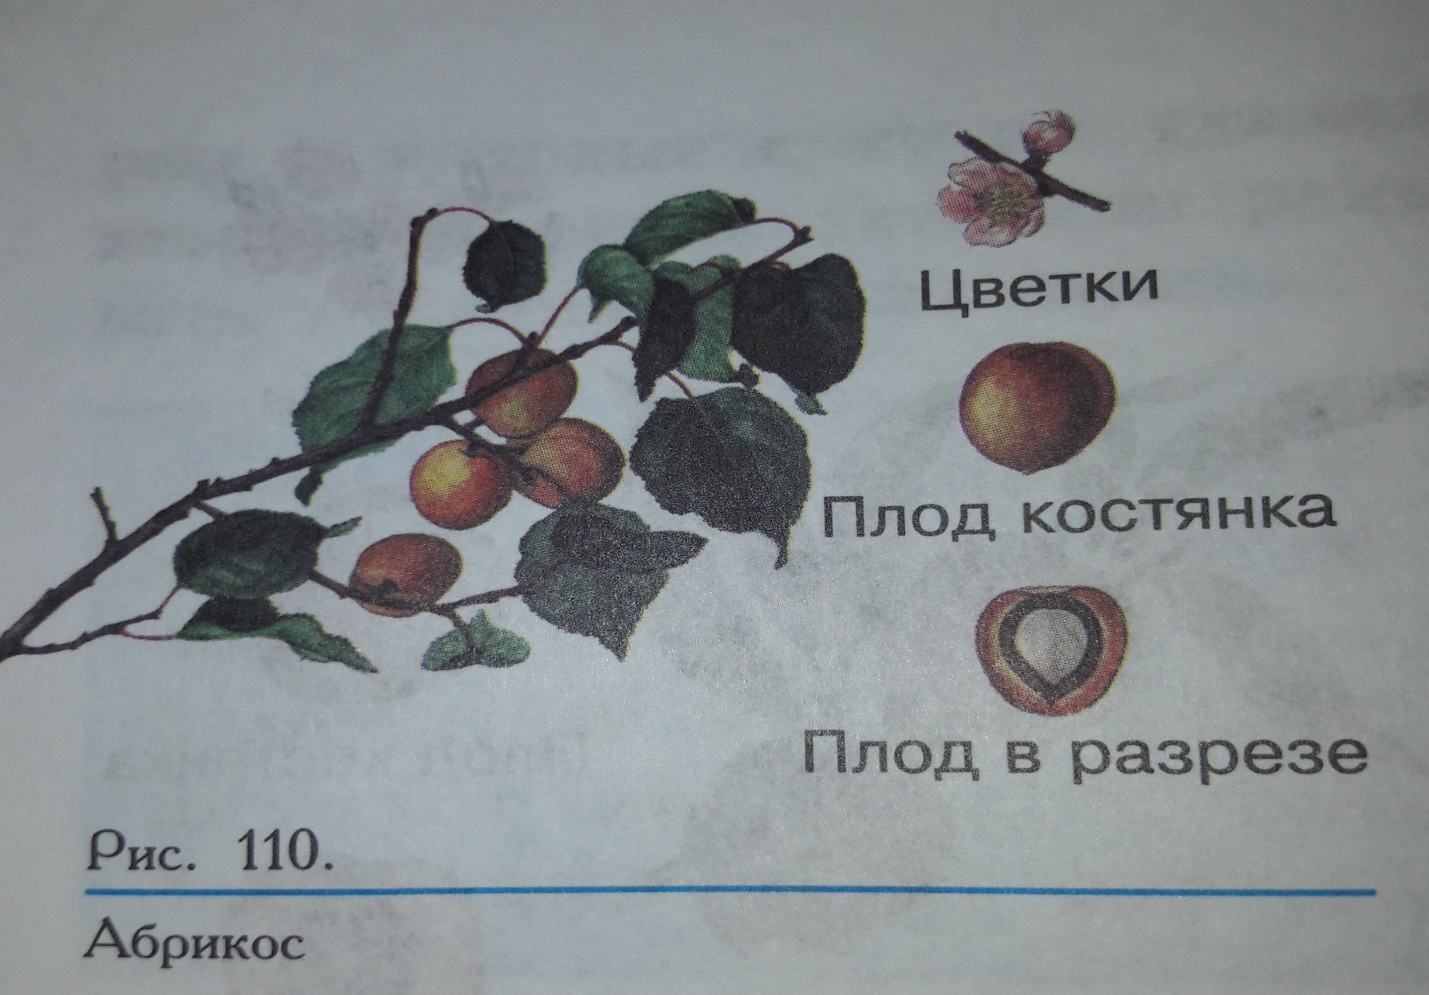 Цветки
Плод костянка
Плод в разрезе
Рис. 110.
Абрикос